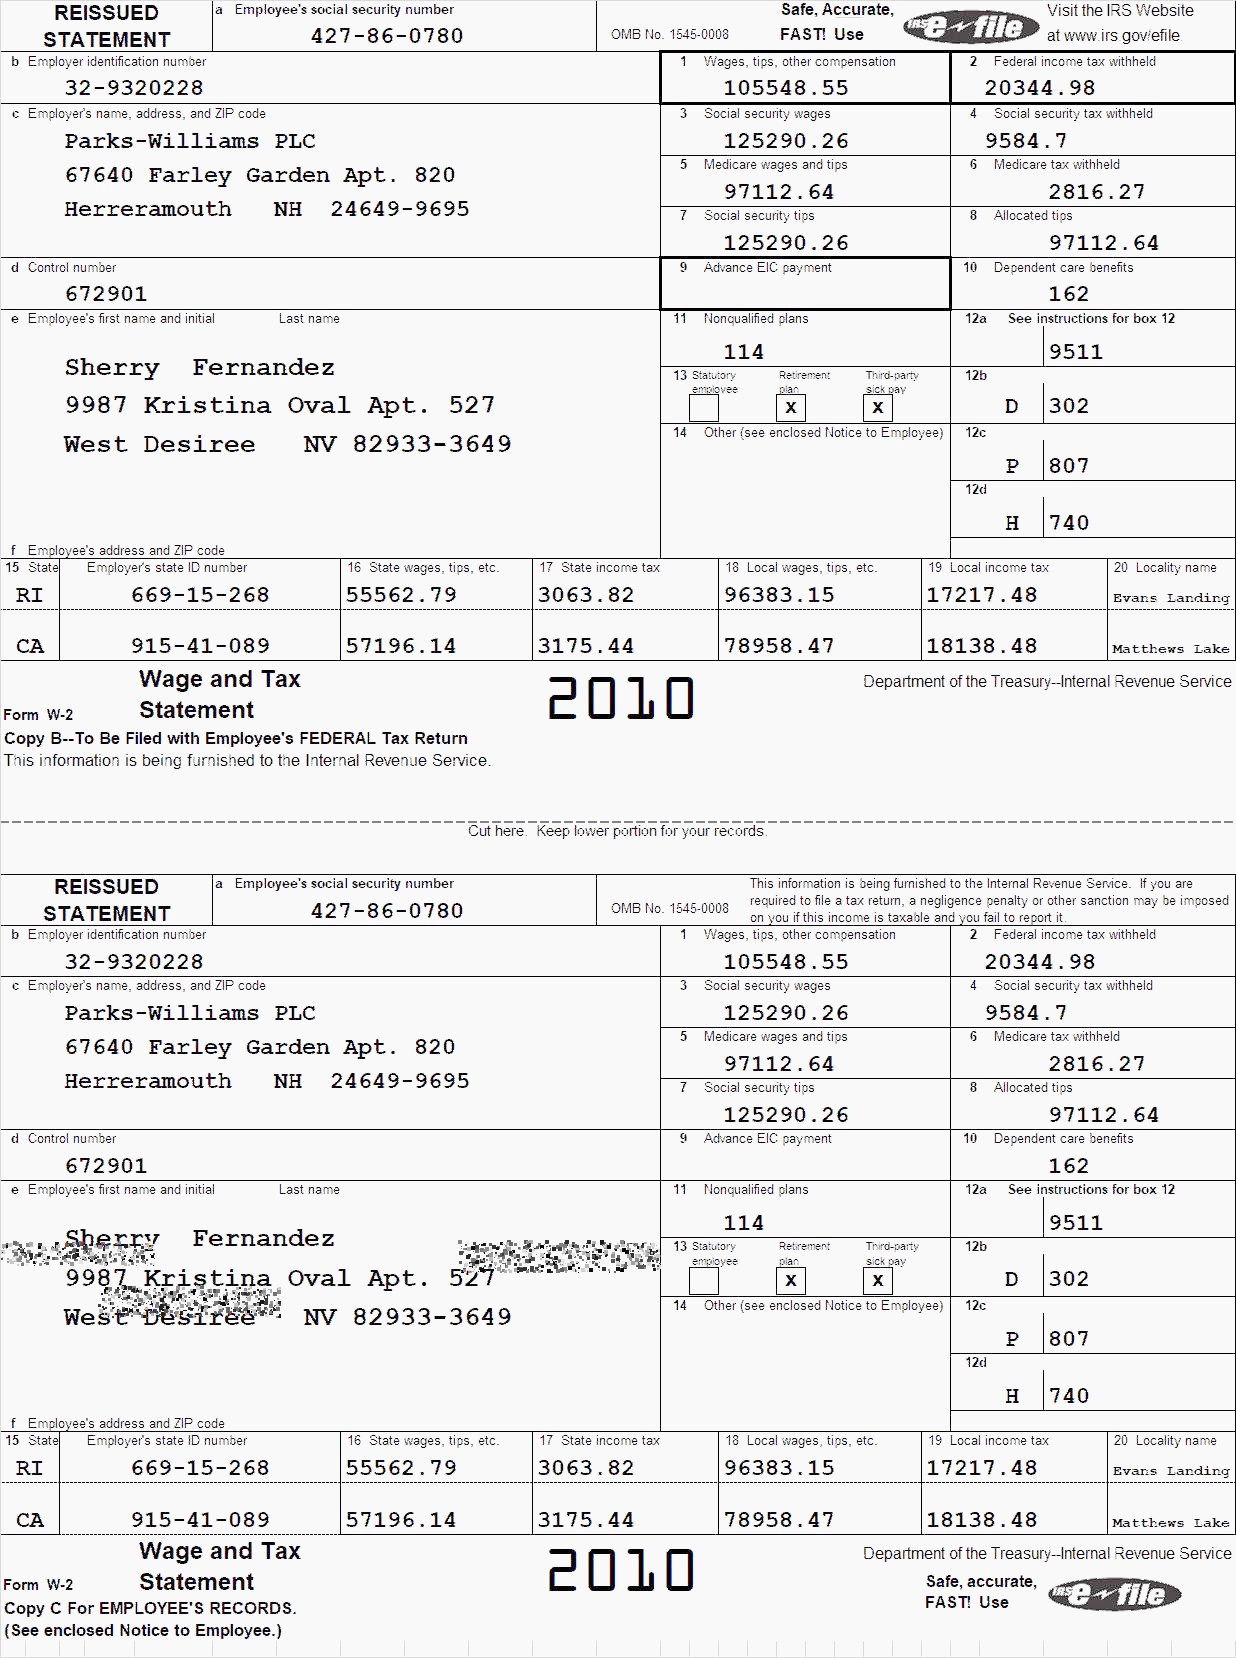 REISSUED STATEMENT
a Employee's social security number
427-86-0780
OMB No. 1545-0008
Safe, Accurate, FAST! Use
IRS e-file
Visit the IRS Website at www.irs.gov/efile
b Employer identification number
32-9320228
1 Wages, tips, other compensation
105548.55
2 Federal income tax withheld
20344.98
c Employer's name, address, and ZIP code
Parks-Williams PLC
67640 Farley Garden Apt. 820
Herreramouth NH 24649-9695
3 Social security wages
125290.26
4 Social security tax withheld
9584.7
5 Medicare wages and tips
97112.64
6 Medicare tax withheld
2816.27
7 Social security tips
125290.26
8 Allocated tips
97112.64
d Control number
672901
9 Advance EIC payment
10 Dependent care benefits
162
e Employee's first name and initial Last name
Sherry Fernandez
9987 Kristina Oval Apt. 527
West Desiree NV 82933-3649
f Employee's address and ZIP code
11 Nonqualified plans
114
12a See instructions for box 12
9511
13 Statutory employee Retirement plan Third-party sick pay
X X
12b
D 302
14 Other (see enclosed Notice to Employee)
12c
P 807
12d
H 740
15 State Employer's state ID number 16 State wages, tips, etc. 17 State income tax 18 Local wages, tips, etc. 19 Local income tax 20 Locality name
RI 669-15-268 55562.79 3063.82 96383.15 17217.48 Evans Landing
CA 915-41-089 57196.14 3175.44 78958.47 18138.48 Matthews Lake
Form W-2 Wage and Tax Statement
2010
Department of the Treasury--Internal Revenue Service
Copy B--To Be Filed with Employee's FEDERAL Tax Return
This information is being furnished to the Internal Revenue Service.
Cut here. Keep lower portion for your records.
REISSUED STATEMENT
a Employee's social security number
427-86-0780
OMB No. 1545-0008
This information is being furnished to the Internal Revenue Service. If you are
required to file a tax return, a negligence penalty or other sanction may be imposed
on you if this income is taxable and you fail to report it.
b Employer identification number
32-9320228
1 Wages, tips, other compensation
105548.55
2 Federal income tax withheld
20344.98
c Employer's name, address, and ZIP code
Parks-Williams PLC
67640 Farley Garden Apt. 820
Herreramouth NH 24649-9695
3 Social security wages
125290.26
4 Social security tax withheld
9584.7
5 Medicare wages and tips
97112.64
6 Medicare tax withheld
2816.27
7 Social security tips
125290.26
8 Allocated tips
97112.64
d Control number
672901
9 Advance EIC payment
10 Dependent care benefits
162
e Employee's first name and initial Last name
Sherry Fernandez
9987 Kristina Oval Apt. 527
West Desiree NV 82933-3649
f Employee's address and ZIP code
11 Nonqualified plans
114
12a See instructions for box 12
9511
13 Statutory employee Retirement plan Third-party sick pay
X X
12b
D 302
14 Other (see enclosed Notice to Employee)
12c
P 807
12d
H 740
15 State Employer's state ID number 16 State wages, tips, etc. 17 State income tax 18 Local wages, tips, etc. 19 Local income tax 20 Locality name
RI 669-15-268 55562.79 3063.82 96383.15 17217.48 Evans Landing
CA 915-41-089 57196.14 3175.44 78958.47 18138.48 Matthews Lake
Form W-2 Wage and Tax Statement
2010
Department of the Treasury--Internal Revenue Service
Safe, accurate, FAST! Use
IRS e-file
Copy C For EMPLOYEE'S RECORDS.
(See enclosed Notice to Employee.)